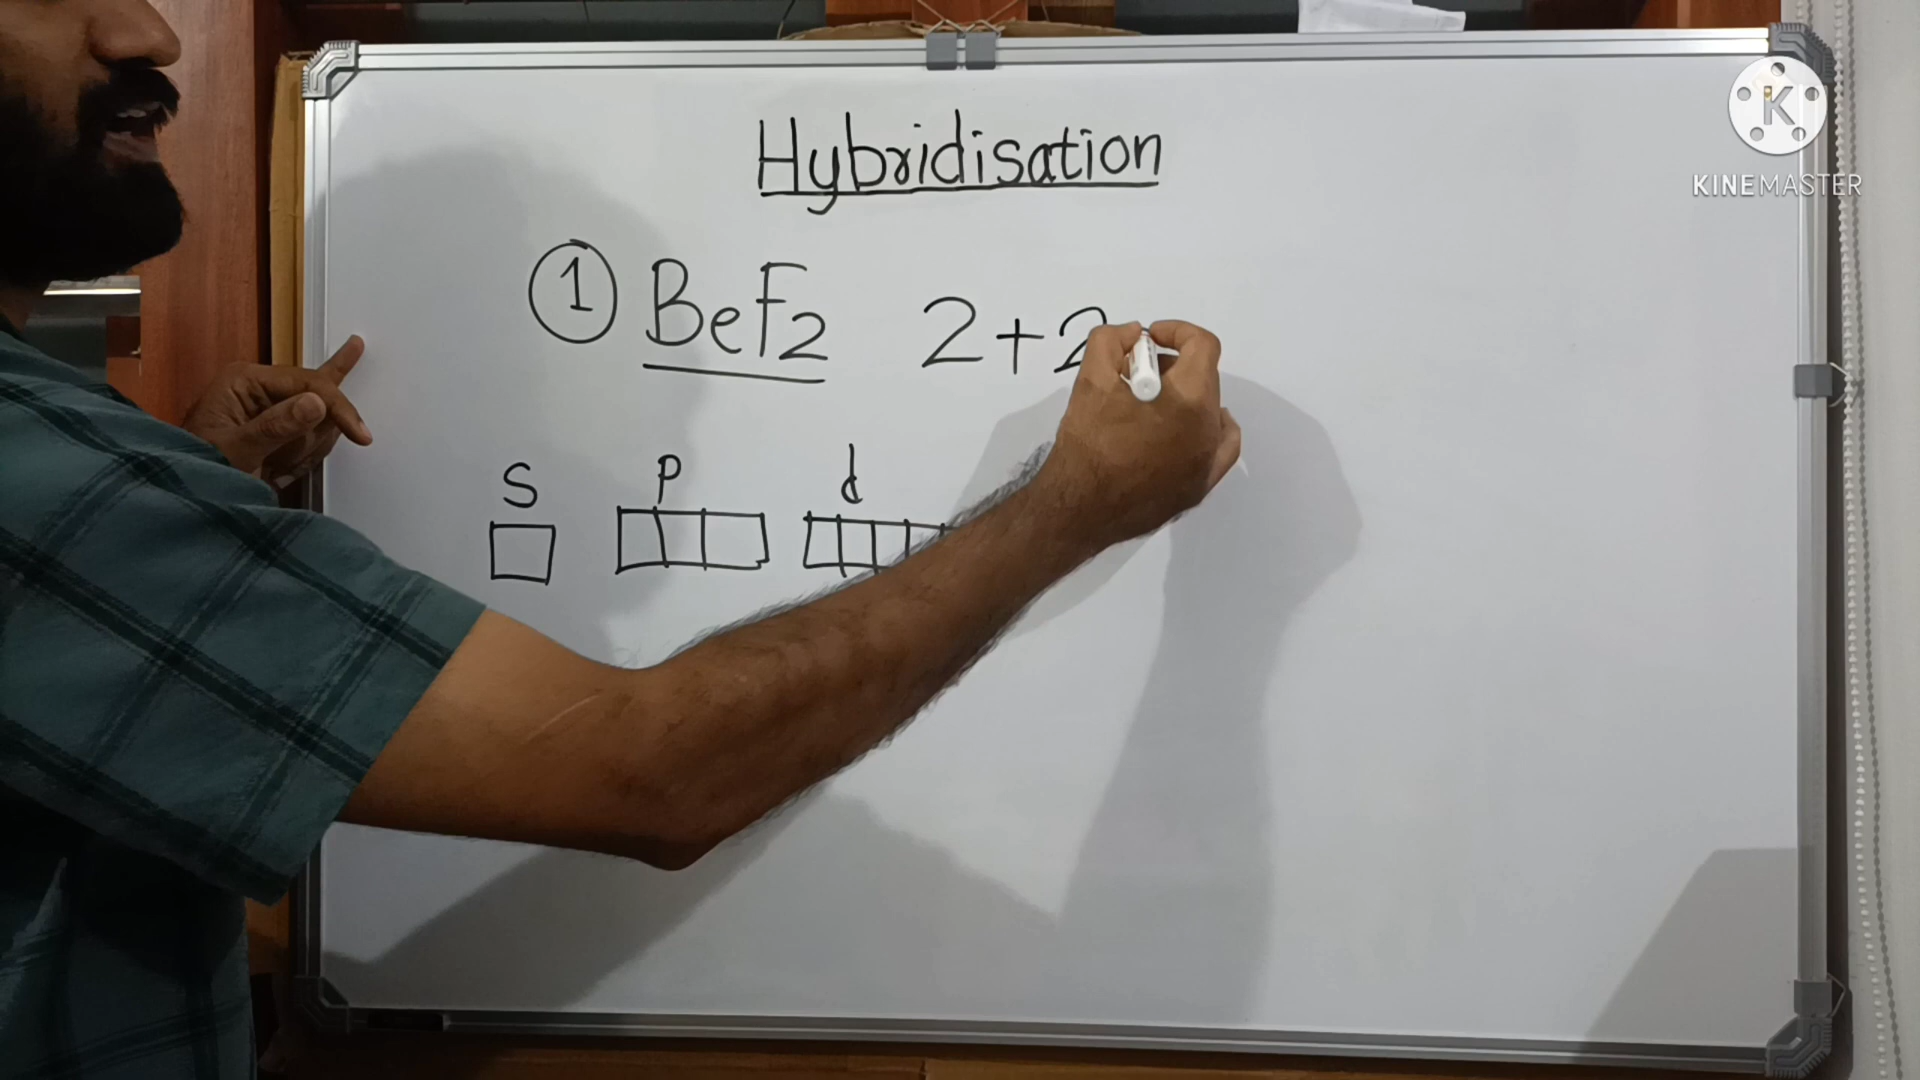 Hybridisation
① BeF2 2+2
S P d
KINEMASTER